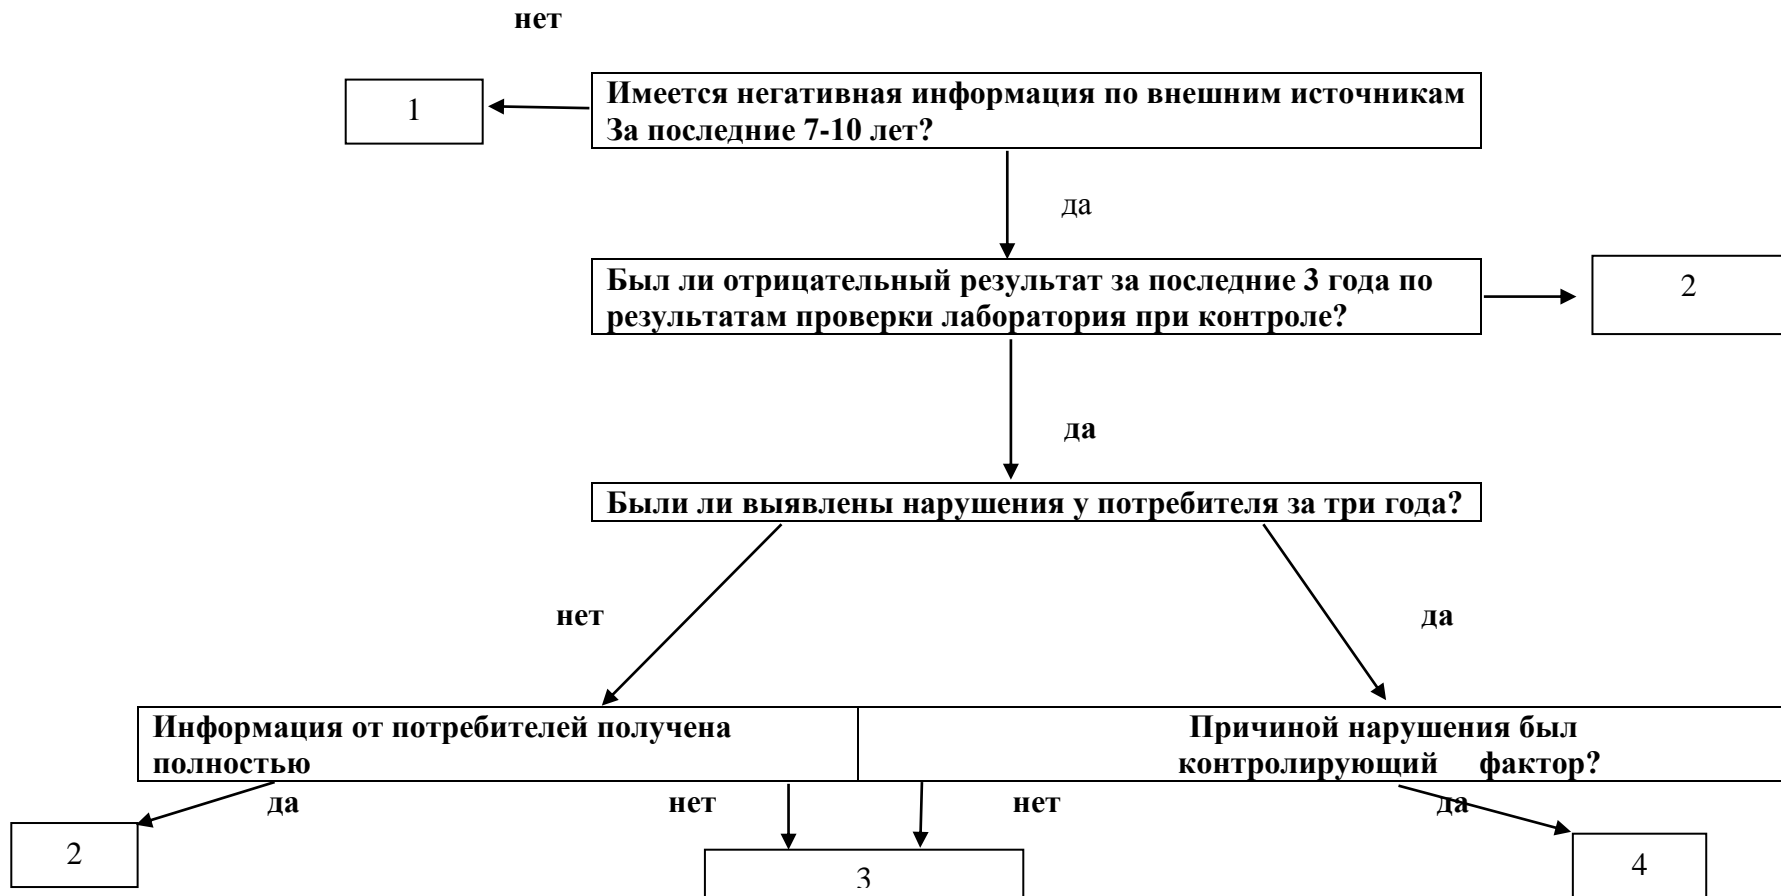 нет
1
Имеется негативная информация по внешним источникам
За последние 7-10 лет?
да
Был ли отрицательный результат за последние 3 года по
результатам проверки лаборатория при контроле?
2
да
Были ли выявлены нарушения у потребителя за три года?
нет
да
Информация от потребителей получена
полностью
Причиной нарушения был
контролирующий фактор?
да
нет
нет
да
2
3
4